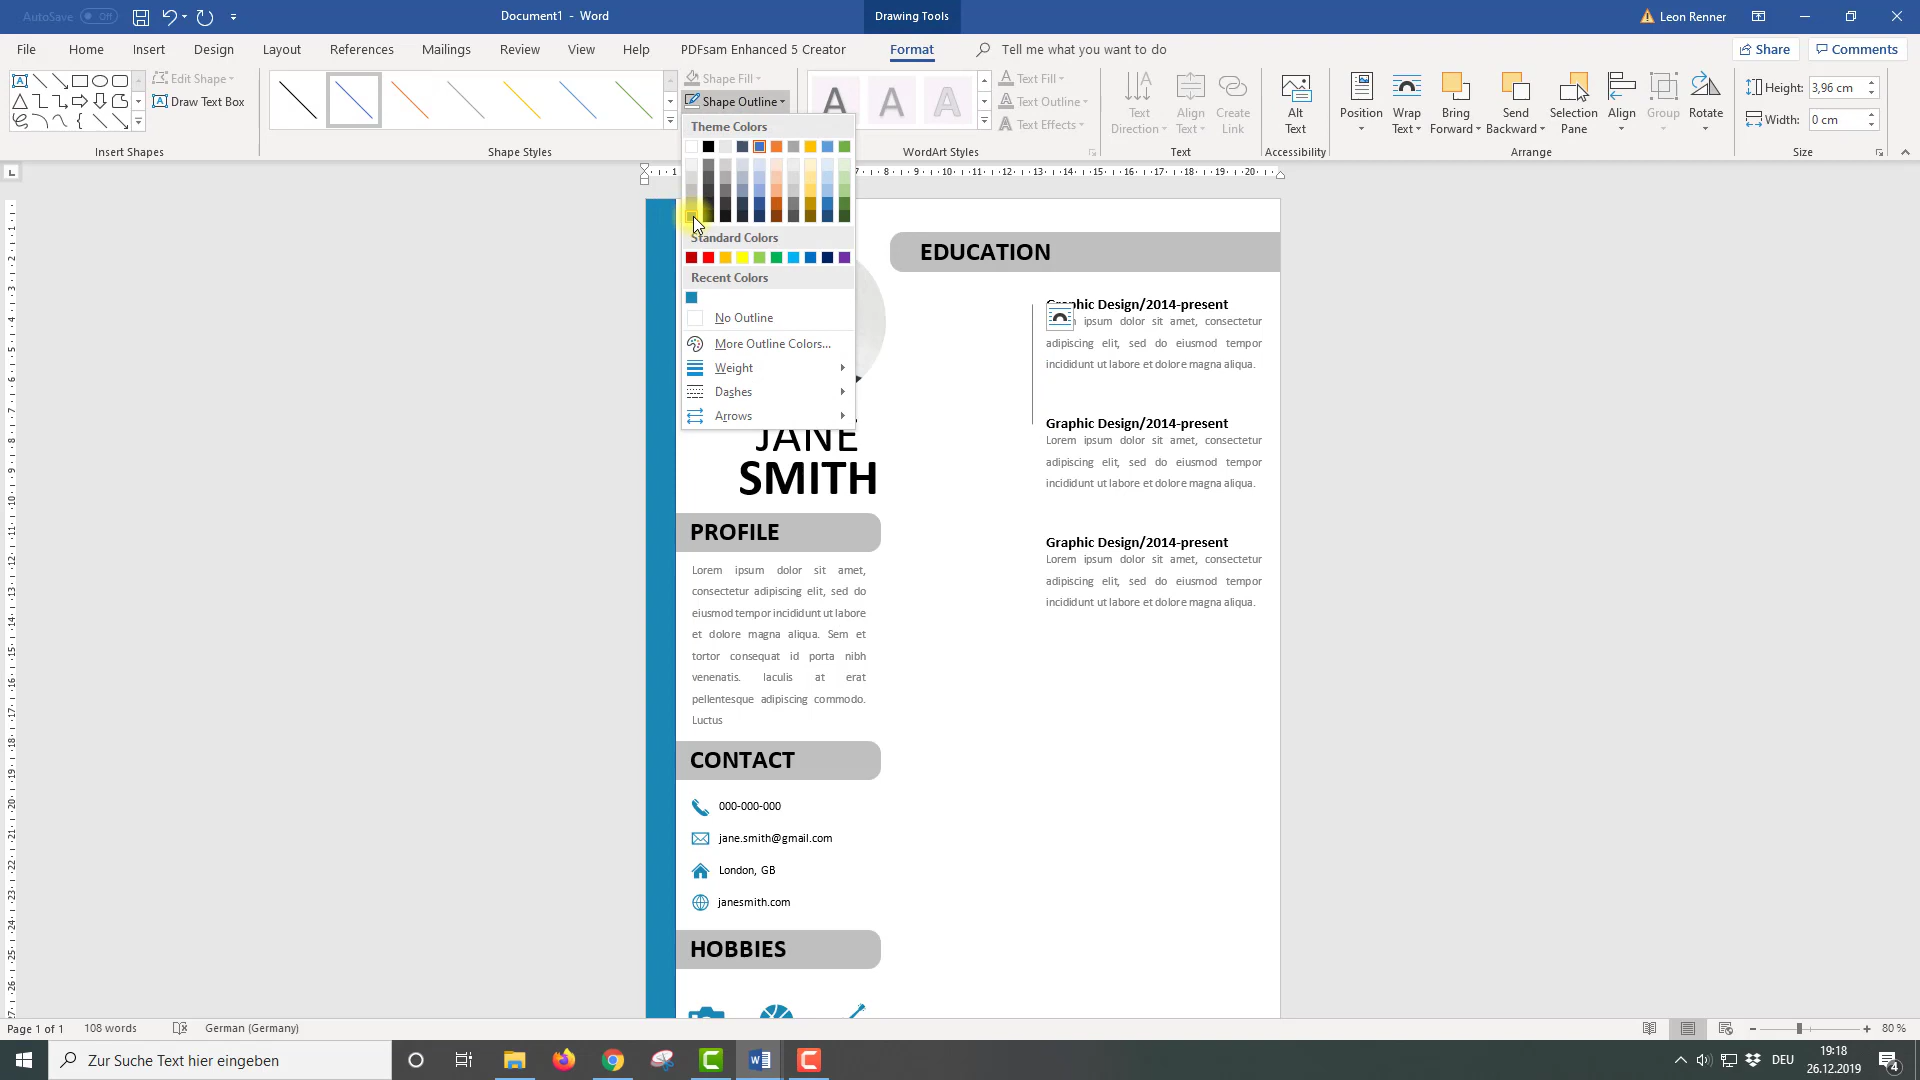 AutoSave Off
Document1 - Word
Drawing Tools
Leon Renner
File Home Insert Design Layout References Mailings Review View Help PDFsam Enhanced 5 Creator Format Tell me what you want to do Share Comments
Edit Shape
Draw Text Box
Insert Shapes
Shape Styles
Shape Fill
Shape Outline
Text Fill
Text Outline
Text Effects
WordArt Styles
Text Direction
Align Text
Create Link
Text
Alt Text
Accessibility
Position
Wrap Text
Bring Forward
Send Backward
Selection Pane
Align
Group
Rotate
Arrange
Height: 3,96 cm
Width: 0 cm
Size
Theme Colors
Standard Colors
Recent Colors
No Outline
More Outline Colors...
Weight
Dashes
Arrows
JANE
SMITH
PROFILE
Lorem ipsum dolor sit amet,
consectetur adipiscing elit, sed do
eiusmod tempor incididunt ut labore
et dolore magna aliqua. Sem et
tortor consequat id porta nibh
venenatis. Iaculis at erat
pellentesque adipiscing commodo.
Luctus
CONTACT
000-000-000
jane.smith@gmail.com
London, GB
janesmith.com
HOBBIES
EDUCATION
Graphic Design/2014-present
ipsum dolor sit amet, consectetur
adipiscing elit, sed do eiusmod tempor
incididunt ut labore et dolore magna aliqua.
Graphic Design/2014-present
Lorem ipsum dolor sit amet, consectetur
adipiscing elit, sed do eiusmod tempor
incididunt ut labore et dolore magna aliqua.
Graphic Design/2014-present
Lorem ipsum dolor sit amet, consectetur
adipiscing elit, sed do eiusmod tempor
incididunt ut labore et dolore magna aliqua.
Page 1 of 1 108 words German (Germany) 80 %
Zur Suche Text hier eingeben
DEU
19:18
26.12.2019
4